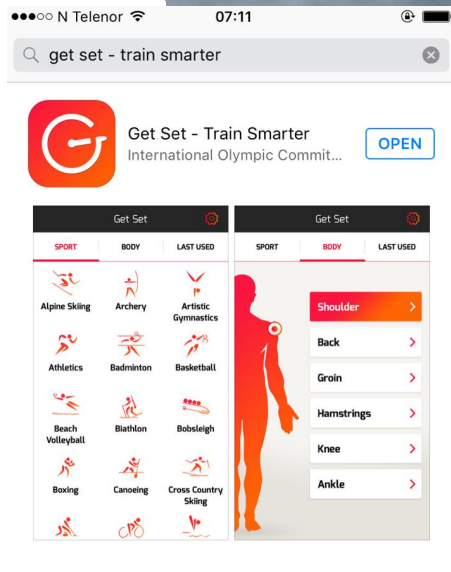 N Telenor 07:11
get set - train smarter
Get Set - Train Smarter
International Olympic Commit...
OPEN
Get Set
SPORT BODY LAST USED
Alpine Skiing Archery Artistic Gymnastics
Athletics Badminton Basketball
Beach Volleyball Biathlon Bobsleigh
Boxing Canoeing Cross Country Skiing
Get Set
SPORT BODY LAST USED
Shoulder
Back
Groin
Hamstrings
Knee
Ankle